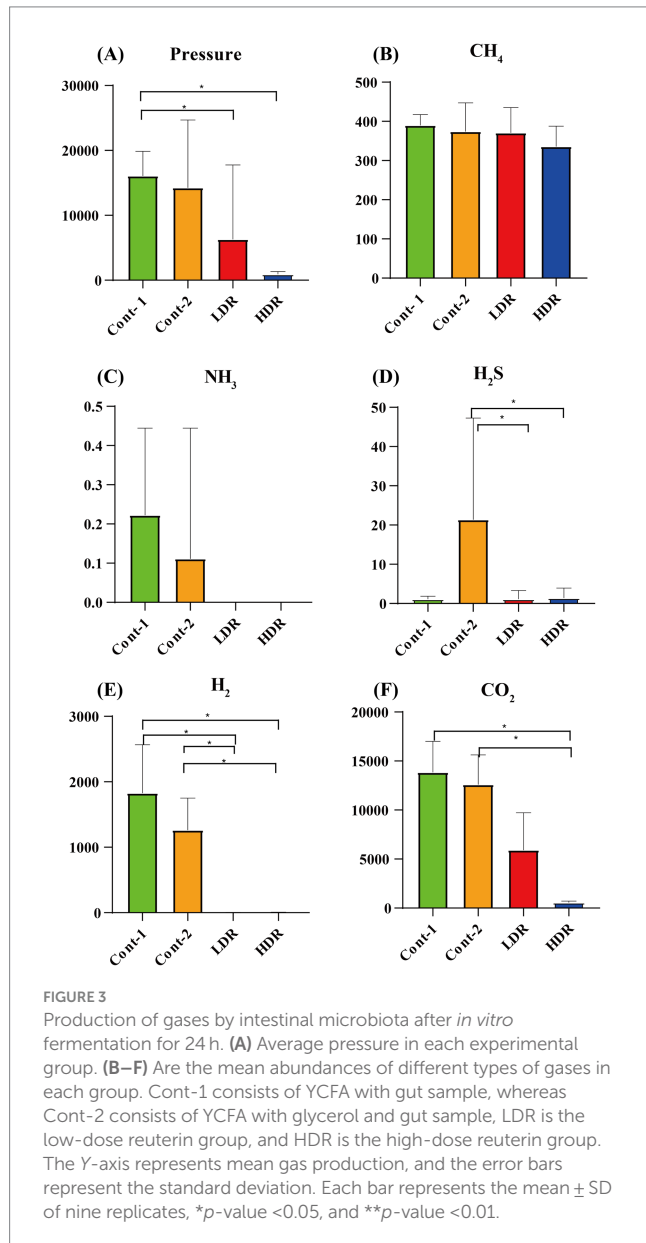 (A) Pressure
30000
20000
10000
0
* *
Cont- 1 Cont-2 LDR HDR
(B) CH4
500
400
300
200
100
0
Cont- 1 Cont-2 LDR HDR
(C) NH3
0.5
0.4
0.3
0.2
0.1
0.0
Cont-1 Cont-2 LDR HDR
(D) H2S
50
40
30
20
10
0
* *
Cont-1 Cont-2 LDR HDR
(E) H2
3000
2000
1000
0
* * * *
Cont-1 Cont-2 LDR HDR
(F) CO2
20000
15000
10000
5000
0
* *
Cont-1 Cont-2 LDR HDR
FIGURE 3
Production of gases by intestinal microbiota after in vitro
fermentation for 24 h. (A) Average pressure in each experimental
group. (B–F) Are the mean abundances of different types of gases in
each group. Cont-1 consists of YCFA with gut sample, whereas
Cont-2 consists of YCFA with glycerol and gut sample, LDR is the
low-dose reuterin group, and HDR is the high-dose reuterin group.
The Y-axis represents mean gas production, and the error bars
represent the standard deviation. Each bar represents the mean ± SD
of nine replicates, *p-value <0.05, and **p-value <0.01.